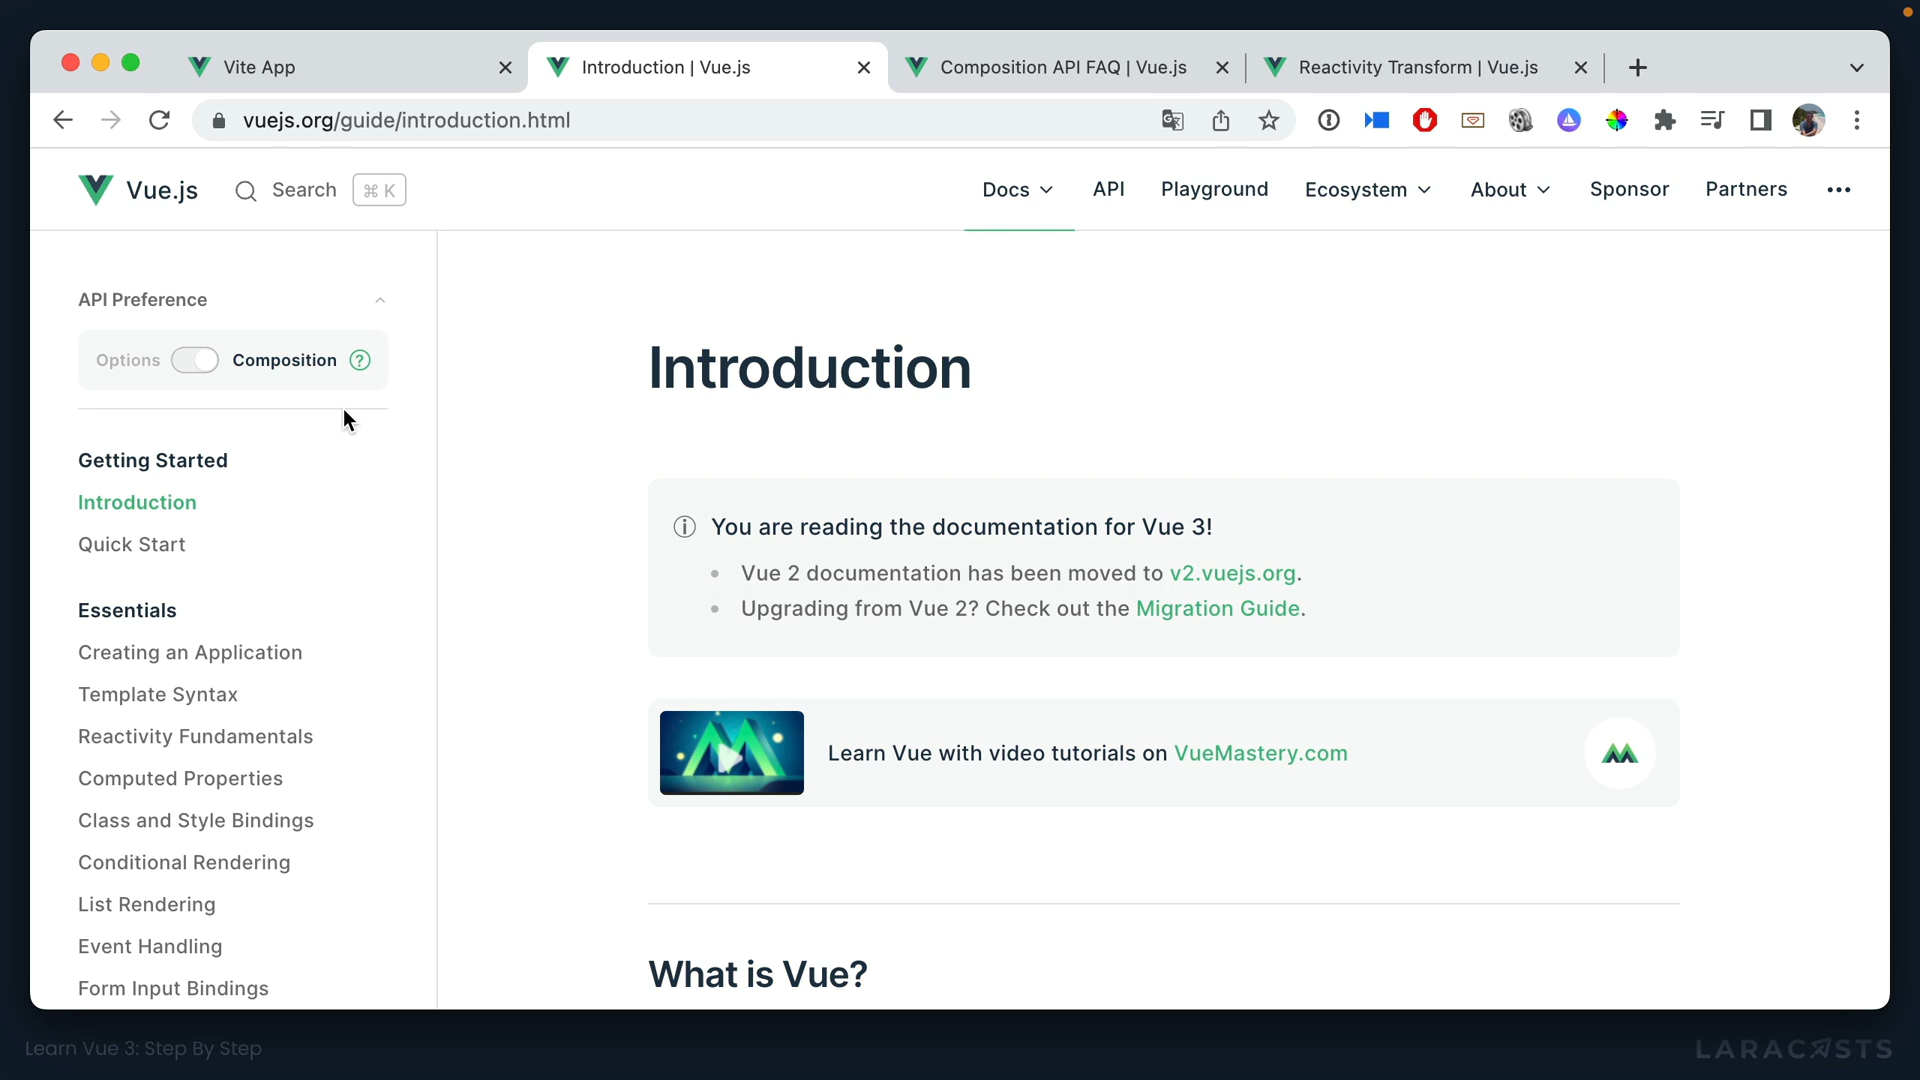 Vite App
Introduction | Vue.js
Composition API FAQ | Vue.js
Reactivity Transform | Vue.js
vuejs.org/guide/introduction.html
Vue.js
Search
⌘ K
Docs
API
Playground
Ecosystem
About
Sponsor
Partners
API Preference
Options
Composition
?
Getting Started
Introduction
Quick Start
Essentials
Creating an Application
Template Syntax
Reactivity Fundamentals
Computed Properties
Class and Style Bindings
Conditional Rendering
List Rendering
Event Handling
Form Input Bindings
Introduction
You are reading the documentation for Vue 3!
• Vue 2 documentation has been moved to v2.vuejs.org.
• Upgrading from Vue 2? Check out the Migration Guide.
Learn Vue with video tutorials on VueMastery.com
What is Vue?
Learn Vue 3: Step By Step
LARACASTS